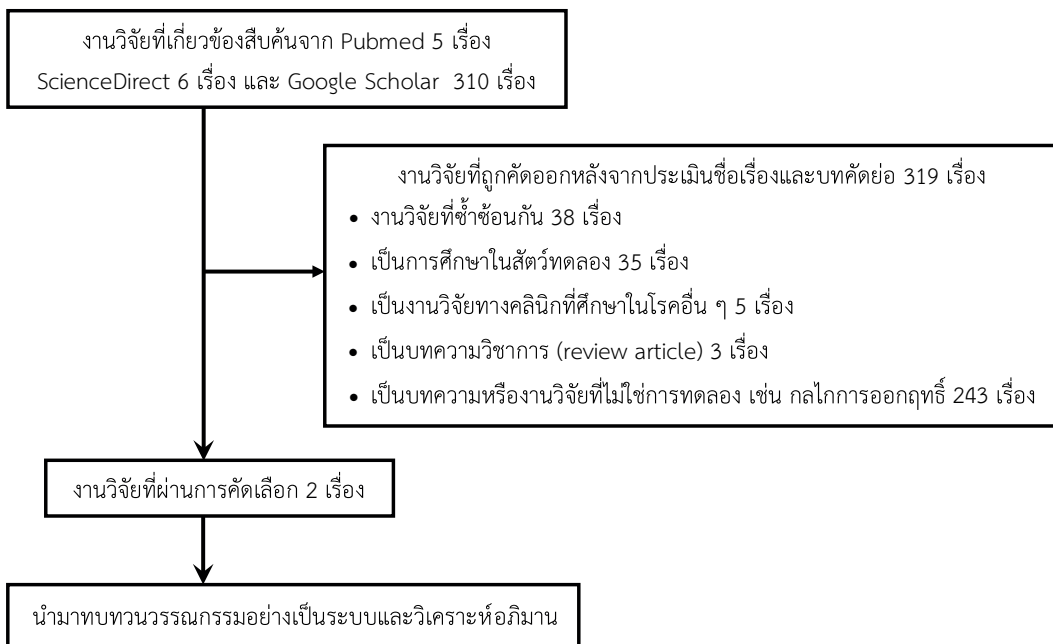 งานวิจัยที่เกี่ยวข้องสืบค้นจาก Pubmed 5 เรื่อง
ScienceDirect 6 เรื่อง และ Google Scholar 310 เรื่อง
งานวิจัยที่ถูกคัดออกหลังจากประเมินชื่อเรื่องและบทคัดย่อ 319 เรื่อง
• งานวิจัยที่ซ้ำซ้อนกัน 38 เรื่อง
• เป็นการศึกษาในสัตว์ทดลอง 35 เรื่อง
• เป็นงานวิจัยทางคลินิกที่ศึกษาในโรคอื่น ๆ 5 เรื่อง
• เป็นบทความวิชาการ (review article) 3 เรื่อง
• เป็นบทความหรืองานวิจัยที่ไม่ใช่การทดลอง เช่น กลไกการออกฤทธิ์ 243 เรื่อง
งานวิจัยที่ผ่านการคัดเลือก 2 เรื่อง
นำมาทบทวนวรรณกรรมอย่างเป็นระบบและวิเคราะห์อภิมาน